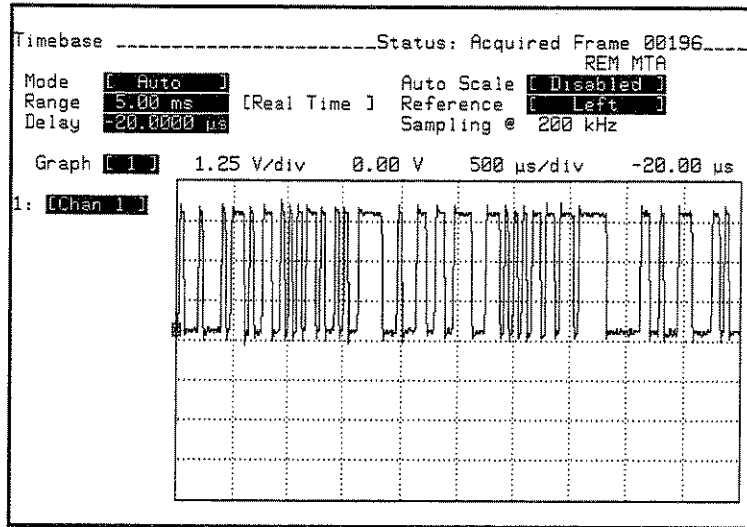 Timebase ______________________Status: Acquired Frame 00196____
REM MTA
Mode [ Auto ] Auto Scale [ Disabled ]
Range 5.00 ms [Real Time ] Reference [ Left ]
Delay -20.0000 µs Sampling @ 200 kHz
Graph [ 1 ] 1.25 V/div 0.00 V 500 µs/div -20.00 µs
1: [Chan 1 ]